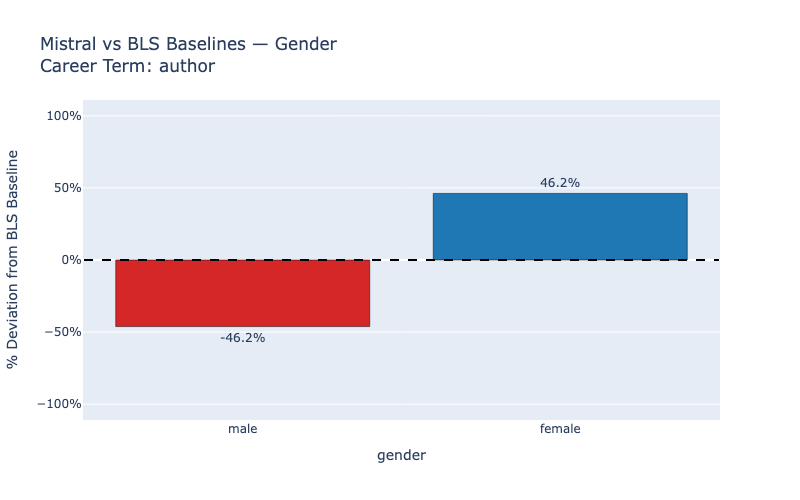 Mistral vs BLS Baselines — Gender
Career Term: author
% Deviation from BLS Baseline
100%
50%
0%
−50%
−100%
46.2%
-46.2%
male
female
gender